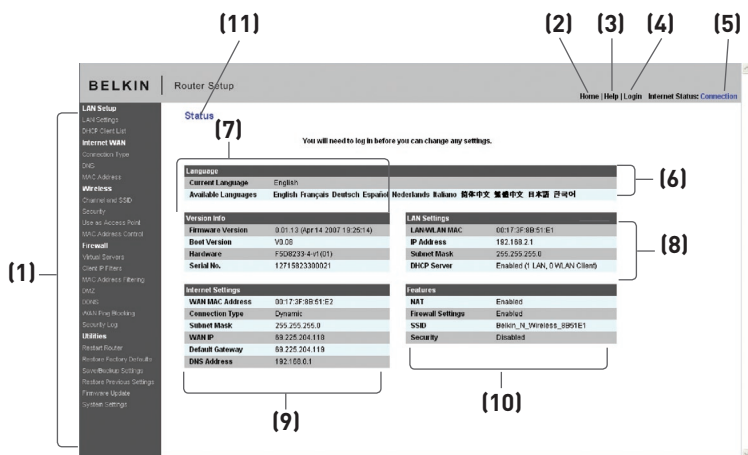 (11)
(2)
(3)
(4)
(5)
BELKIN
Router Setup
Home | Help | Login Internet Status: Connection
Status
(7)
You will need to log in before you can change any settings.
(1)
LAN Setup
LAN Settings
DHCP Client List
Internet WAN
Connection Type
DNS
MAC Address
Wireless
Channel and SSID
Security
Use as Access Point
MAC Address Control
Firewall
Virtual Servers
Client IP Filters
MAC Address Filtering
DMZ
DDNS
WAN Ping Blocking
Security Log
Utilities
Restart Router
Restore Factory Defaults
Save/Backup Settings
Restore Previous Settings
Firmware Update
System Settings
Language
Current Language English
Available Languages English Français Deutsch Español Nederlands Italiano 简体中文 繁體中文 日本語 한국어
(6)
Version Info
Firmware Version 0.01.13 (Apr 14 2007 19:25:14)
Boot Version V0.08
Hardware F5D8233-4-v1(01)
Serial No. 12715823300021
LAN Settings
LAN/WLAN MAC 00:17:3F:8B:51:E1
IP Address 192.168.2.1
Subnet Mask 255.255.255.0
DHCP Server Enabled (1 LAN, 0 WLAN Client)
(8)
Internet Settings
WAN MAC Address 00:17:3F:8B:51:E2
Connection Type Dynamic
Subnet Mask 255.255.255.0
WAN IP 69.225.204.118
Default Gateway 69.225.204.119
DNS Address 192.168.0.1
Features
NAT Enabled
Firewall Settings Enabled
SSID Belkin_N_Wireless_8B51E1
Security Disabled
(9)
(10)